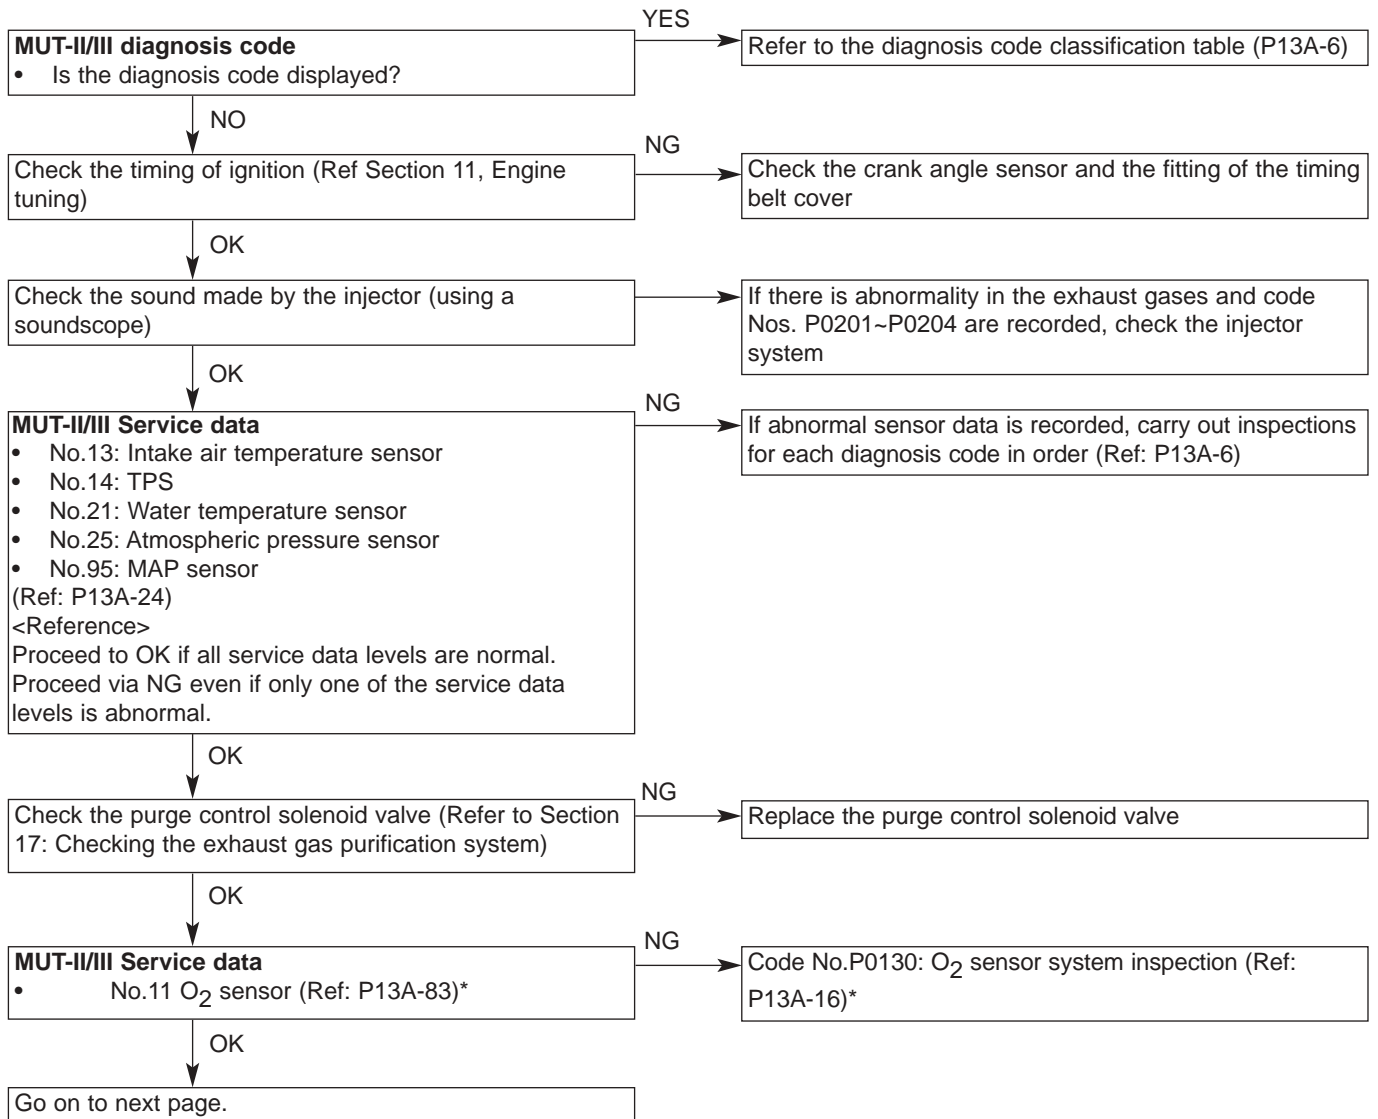 YES
MUT-II/III diagnosis code
• Is the diagnosis code displayed?
Refer to the diagnosis code classification table (P13A-6)
NO
Check the timing of ignition (Ref Section 11, Engine
tuning)
NG
Check the crank angle sensor and the fitting of the timing
belt cover
OK
Check the sound made by the injector (using a
soundscope)
If there is abnormality in the exhaust gases and code
Nos. P0201~P0204 are recorded, check the injector
system
OK
MUT-II/III Service data
• No.13: Intake air temperature sensor
• No.14: TPS
• No.21: Water temperature sensor
• No.25: Atmospheric pressure sensor
• No.95: MAP sensor
(Ref: P13A-24)
<Reference>
Proceed to OK if all service data levels are normal.
Proceed via NG even if only one of the service data
levels is abnormal.
NG
If abnormal sensor data is recorded, carry out inspections
for each diagnosis code in order (Ref: P13A-6)
OK
Check the purge control solenoid valve (Refer to Section
17: Checking the exhaust gas purification system)
NG
Replace the purge control solenoid valve
OK
MUT-II/III Service data
• No.11 O2 sensor (Ref: P13A-83)*
NG
Code No.P0130: O2 sensor system inspection (Ref:
P13A-16)*
OK
Go on to next page.